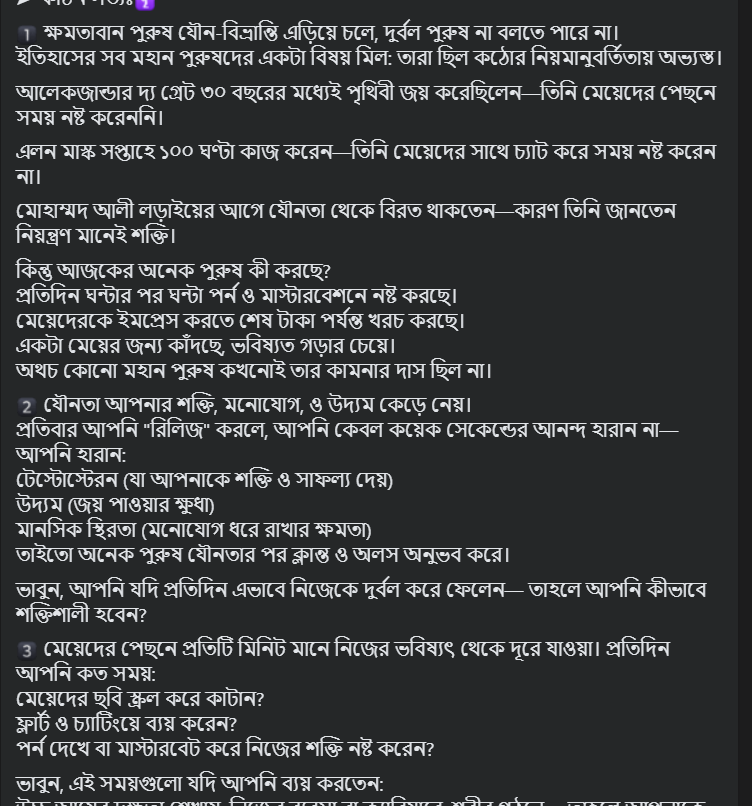 1 ক্ষমতাবান পুরুষ যৌন-বিভ্রান্তি এড়িয়ে চলে, দুর্বল পুরুষ না বলতে পারে না।
ইতিহাসের সব মহান পুরুষদের একটা বিষয় মিল: তারা ছিল কঠোর নিয়মানুবর্তিতায় অভ্যস্ত।
আলেকজান্ডার দ্য গ্রেট ৩০ বছরের মধ্যেই পৃথিবী জয় করেছিলেন—তিনি মেয়েদের পেছনে
সময় নষ্ট করেননি।
এলন মাস্ক সপ্তাহে ১০০ ঘণ্টা কাজ করেন—তিনি মেয়েদের সাথে চ্যাট করে সময় নষ্ট করেন
না।
মোহাম্মদ আলী লড়াইয়ের আগে যৌনতা থেকে বিরত থাকতেন—কারণ তিনি জানতেন
নিয়ন্ত্রণ মানেই শক্তি।
কিন্তু আজকের অনেক পুরুষ কী করছে?
প্রতিদিন ঘন্টার পর ঘন্টা পর্ন ও মাস্টারবেশনে নষ্ট করছে।
মেয়েদেরকে ইমপ্রেস করতে শেষ টাকা পর্যন্ত খরচ করছে।
একটা মেয়ের জন্য কাঁদছে, ভবিষ্যত গড়ার চেয়ে।
অথচ কোনো মহান পুরুষ কখনোই তার কামনার দাস ছিল না।
2 যৌনতা আপনার শক্তি, মনোযোগ, ও উদ্যম কেড়ে নেয়।
প্রতিবার আপনি "রিলিজ" করলে, আপনি কেবল কয়েক সেকেন্ডের আনন্দ হারান না—
আপনি হারান:
টেস্টোস্টেরন (যা আপনাকে শক্তি ও সাফল্য দেয়)
উদ্যম (জয় পাওয়ার ক্ষুধা)
মানসিক স্থিরতা (মনোযোগ ধরে রাখার ক্ষমতা)
তাইতো অনেক পুরুষ যৌনতার পর ক্লান্ত ও অলস অনুভব করে।
ভাবুন, আপনি যদি প্রতিদিন এভাবে নিজেকে দুর্বল করে ফেলেন— তাহলে আপনি কীভাবে
শক্তিশালী হবেন?
3 মেয়েদের পেছনে প্রতিটি মিনিট মানে নিজের ভবিষ্যৎ থেকে দূরে যাওয়া। প্রতিদিন
আপনি কত সময়:
মেয়েদের ছবি স্ক্রল করে কাটান?
ফ্লার্ট ও চ্যাটিংয়ে ব্যয় করেন?
পর্ন দেখে বা মাস্টারবেট করে নিজের শক্তি নষ্ট করেন?
ভাবুন, এই সময়গুলো যদি আপনি ব্যয় করতেন: